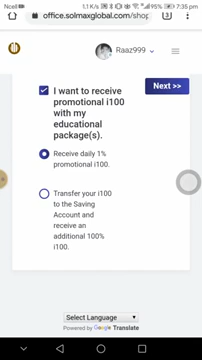 Ncell
1.1 K/s
95%
7:35 pm
office.solmaxglobal.com/shop
3
Raaz999
I want to receive
promotional i100
with my
educational
package(s).
Next >>
Receive daily 1%
promotional i100.
Transfer your i100
to the Saving
Account and
receive an
additional 100%
i100.
Select Language
Powered by Google Translate